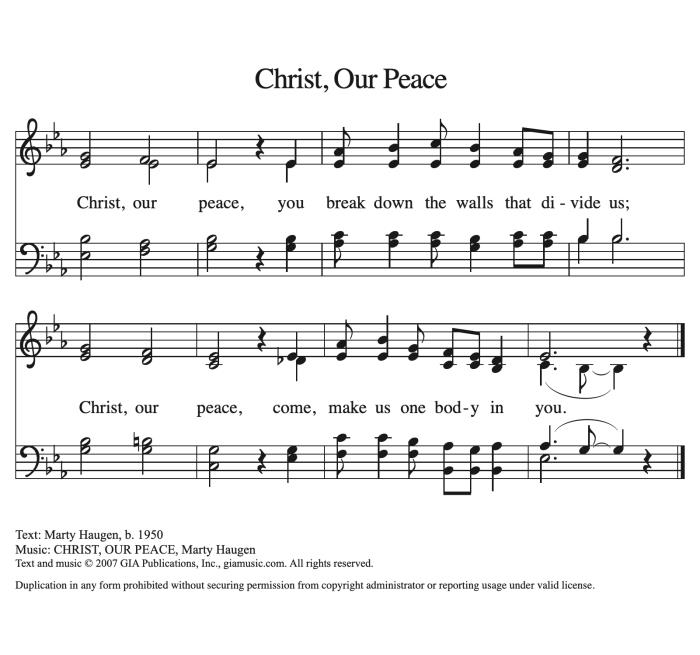 Christ, Our Peace
Christ, our peace, you break down the walls that di - vide us;
Christ, our peace, come, make us one bod-y in you.
Text: Marty Haugen, b. 1950
Music: CHRIST, OUR PEACE, Marty Haugen
Text and music © 2007 GIA Publications, Inc., giamusic.com. All rights reserved.
Duplication in any form prohibited without securing permission from copyright administrator or reporting usage under valid license.